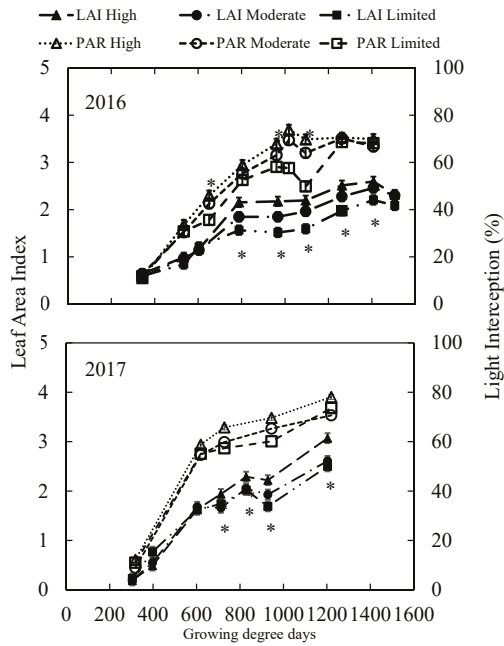 LAI High LAI Moderate LAI Limited
PAR High PAR Moderate PAR Limited
5 100
2016
4 80
3 60
2 40
1 20
0 0
Leaf Area Index
Light Interception (%)
5 100
2017
4 80
3 60
2 40
1 20
0 0
0 200 400 600 800 1000 1200 1400 1600
Growing degree days
* * *
* * * * *
* * * *